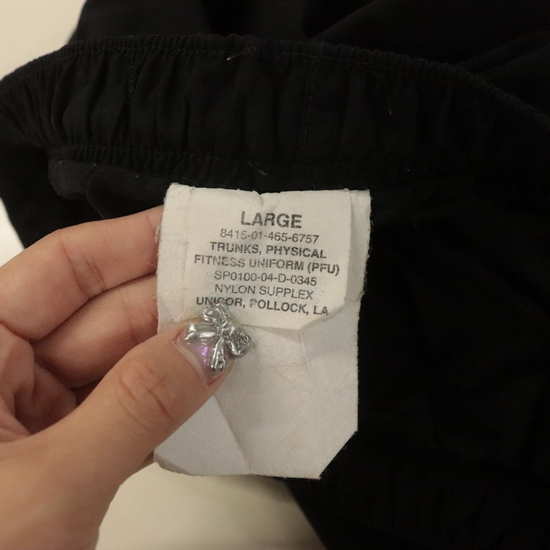 LARGE
8415-01-465-6757
TRUNKS, PHYSICAL
FITNESS UNIFORM (PFU)
SP0100-04-D-0345
NYLON SUPPLEX
UNICOR, POLLOCK, LA